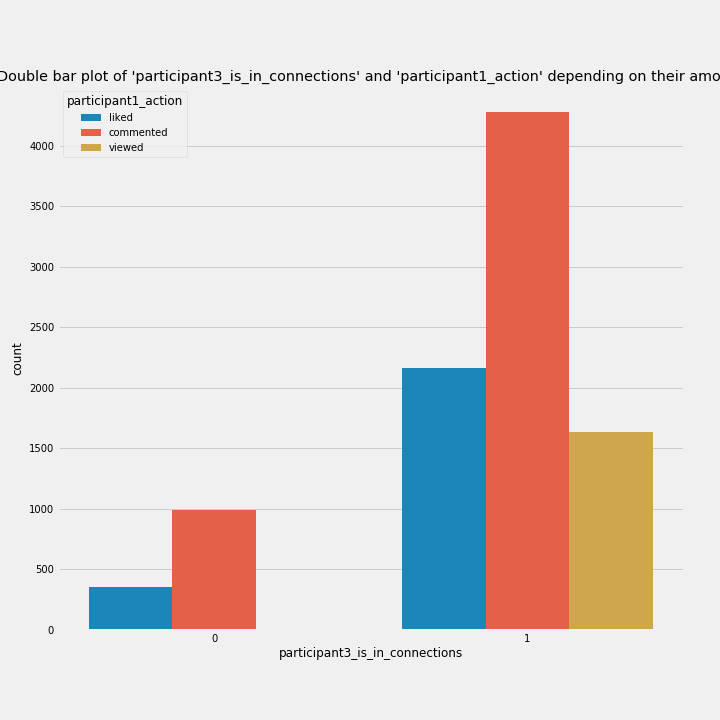 Double bar plot of 'participant3_is_in_connections' and 'participant1_action' depending on their amo
participant1_action
liked
commented
viewed
4000
3500
3000
2500
2000
1500
1000
500
0
count
0 1
participant3_is_in_connections